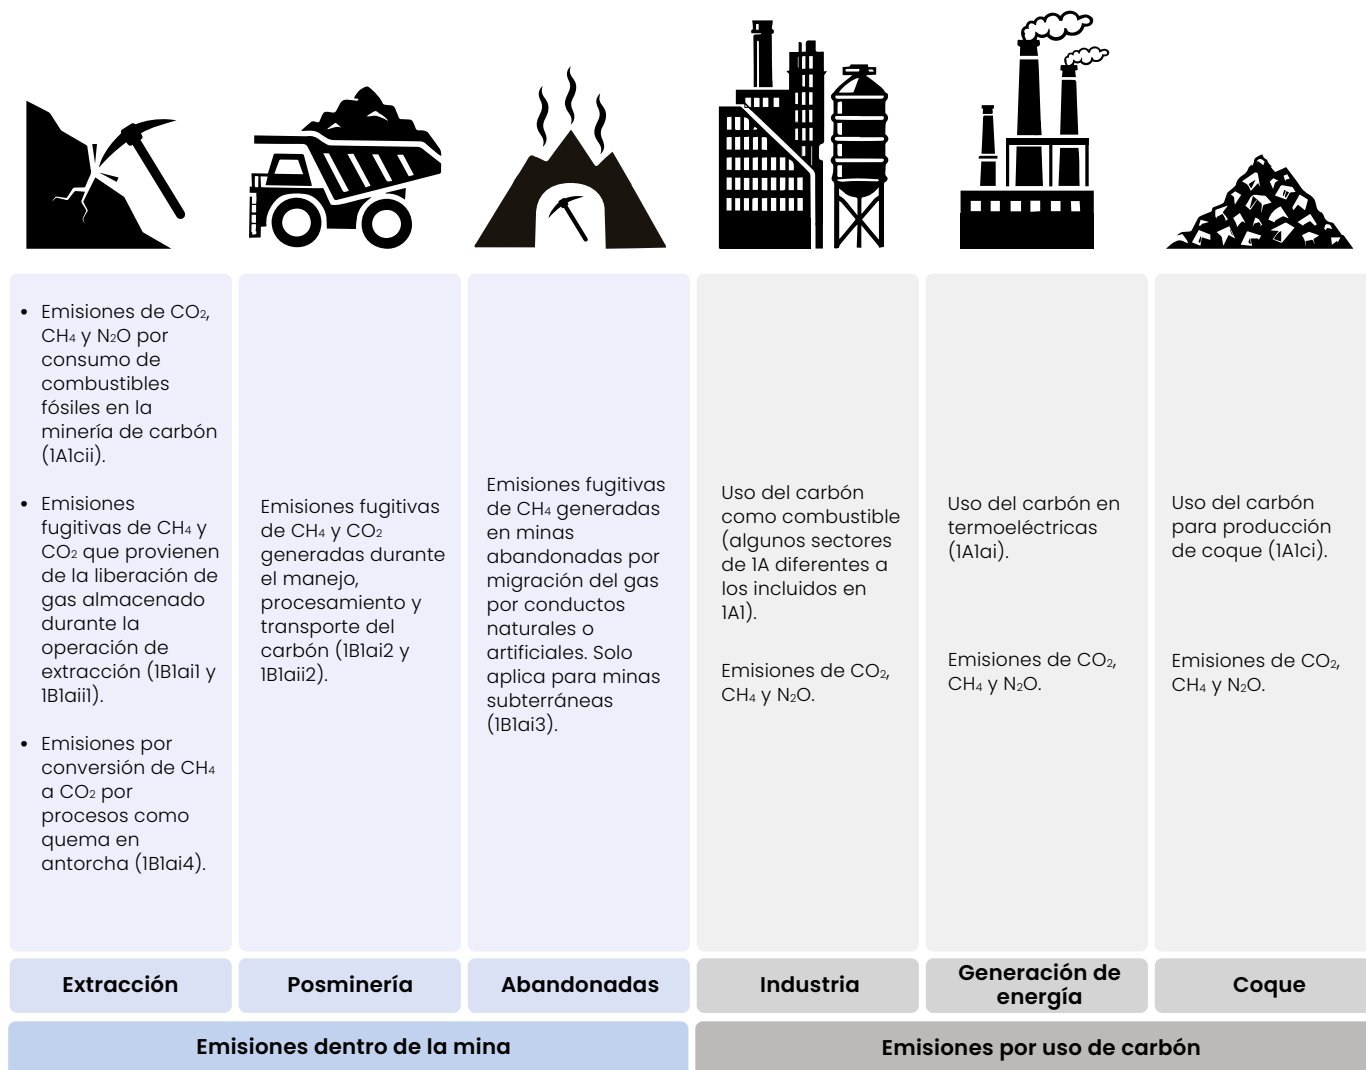 • Emisiones de CO₂,
CH₄ y N₂O por
consumo de
combustibles
fósiles en la
minería de carbón
(1A1cii).
• Emisiones
fugitivas de CH₄ y
CO₂ que provienen
de la liberación de
gas almacenado
durante la
operación de
extracción (1B1ai1 y
1B1aii1).
• Emisiones por
conversión de CH₄
a CO₂ por
procesos como
quema en
antorcha (1B1ai4).
Emisiones fugitivas
de CH₄ y CO₂
generadas durante
el manejo,
procesamiento y
transporte del
carbón (1B1ai2 y
1B1aii2).
Emisiones fugitivas
de CH₄ generadas
en minas
abandonadas por
migración del gas
por conductos
naturales o
artificiales. Solo
aplica para minas
subterráneas
(1B1ai3).
Uso del carbón
como combustible
(algunos sectores
de 1A diferentes a
los incluidos en
1A1).
Emisiones de CO₂,
CH₄ y N₂O.
Uso del carbón en
termoeléctricas
(1A1ai).
Emisiones de CO₂,
CH₄ y N₂O.
Uso del carbón
para producción
de coque (1A1ci).
Emisiones de CO₂,
CH₄ y N₂O.
Extracción
Posminería
Abandonadas
Industria
Generación de
energía
Coque
Emisiones dentro de la mina
Emisiones por uso de carbón